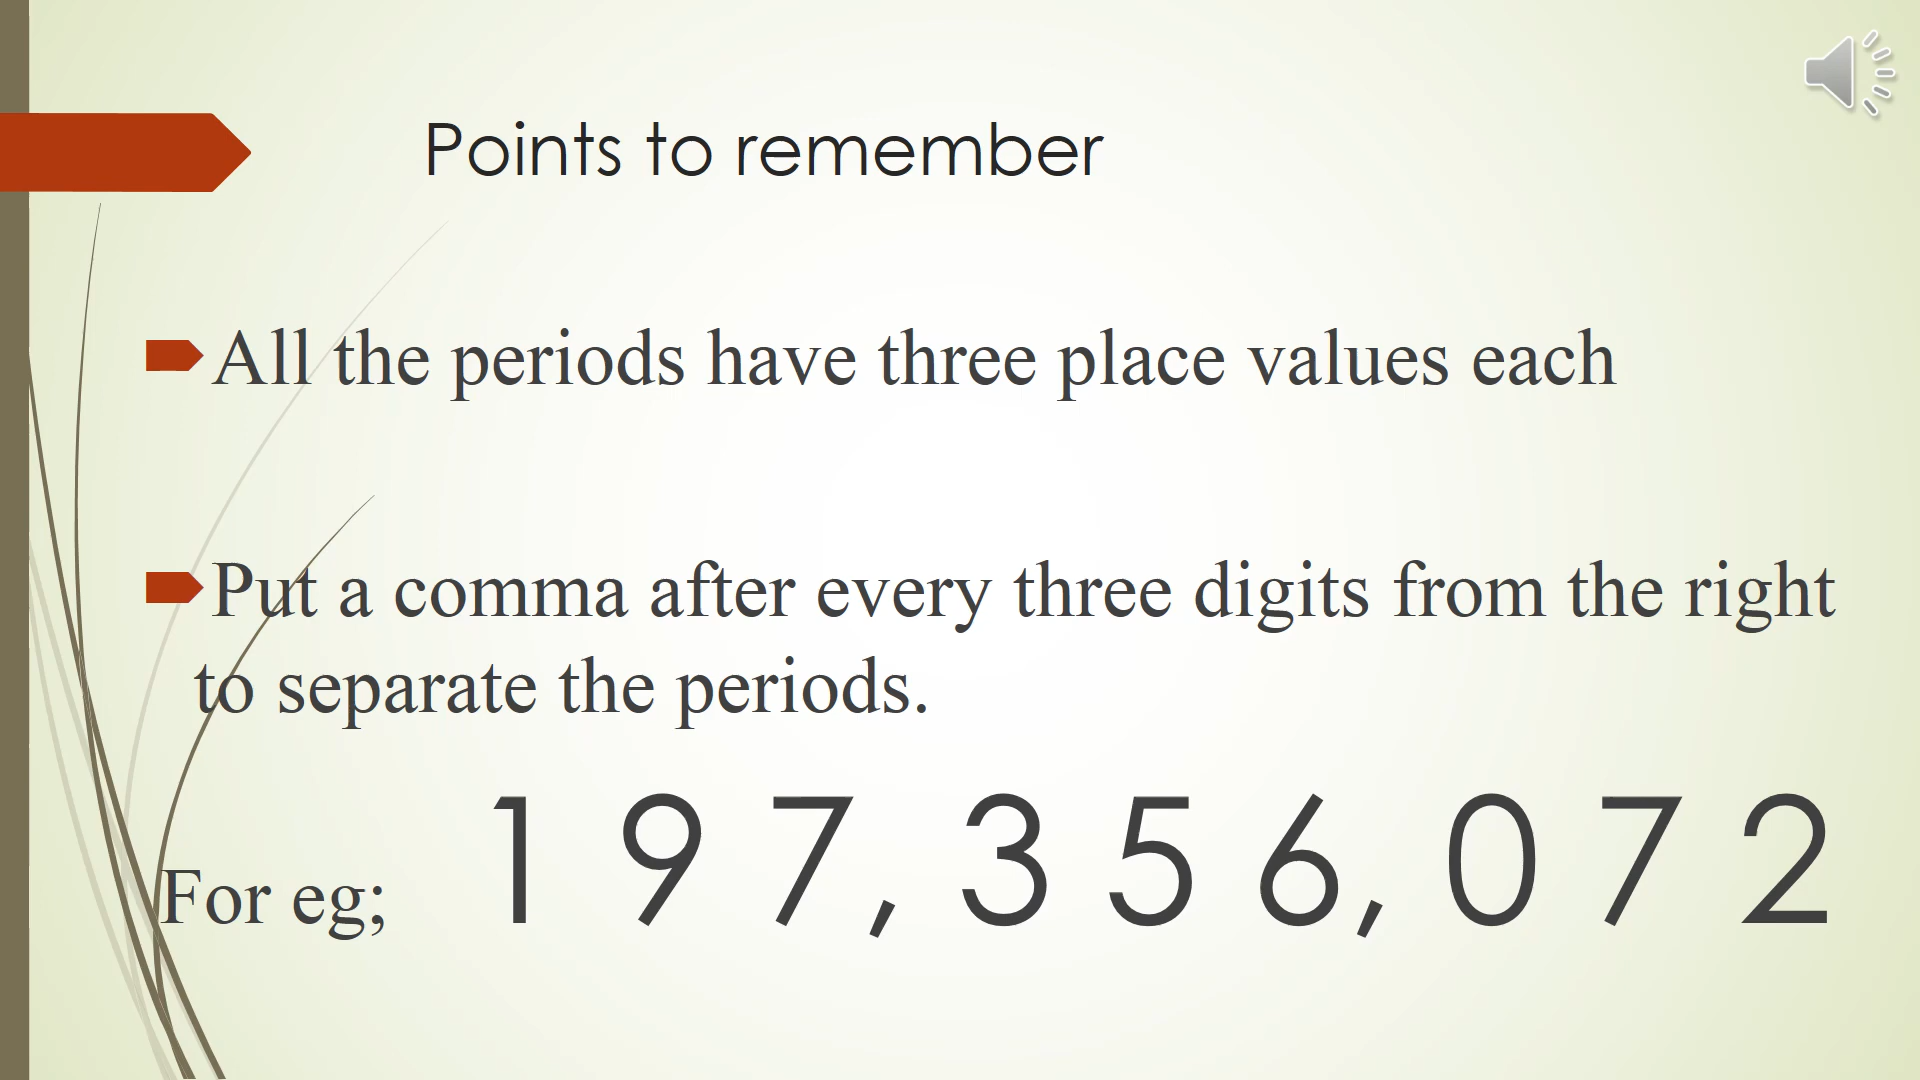 Points to remember
All the periods have three place values each
Put a comma after every three digits from the right
to separate the periods.
For eg; 1 9 7, 3 5 6, 0 7 2